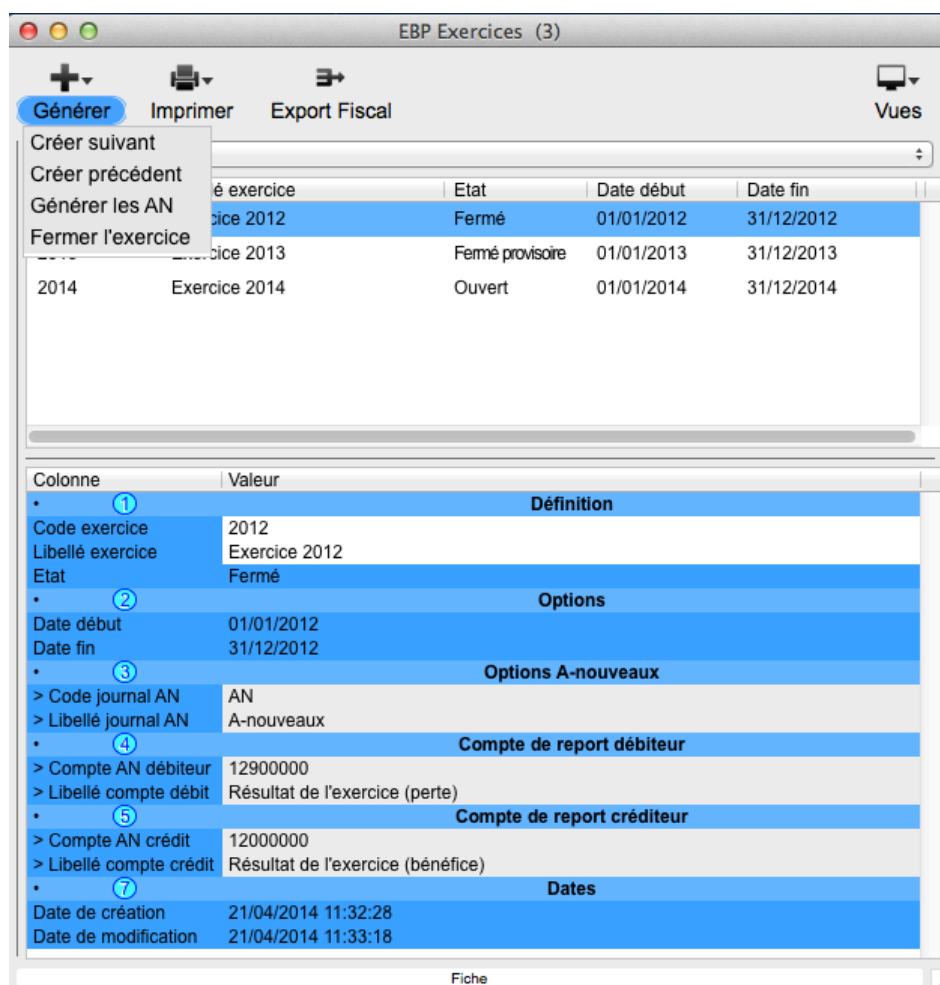 EBP Exercices (3)
Générer Imprimer Export Fiscal Vues
Créer suivant
Créer précédent
Générer les AN
Fermer l'exercice
é exercice Etat Date début Date fin
cice 2012 Fermé 01/01/2012 31/12/2012
cice 2013 Fermé provisoire 01/01/2013 31/12/2013
2014 Exercice 2014 Ouvert 01/01/2014 31/12/2014
Colonne Valeur
• 1 Définition
Code exercice 2012
Libellé exercice Exercice 2012
Etat Fermé
• 2 Options
Date début 01/01/2012
Date fin 31/12/2012
• 3 Options A-nouveaux
> Code journal AN AN
> Libellé journal AN A-nouveaux
• 4 Compte de report débiteur
> Compte AN débiteur 12900000
> Libellé compte débit Résultat de l'exercice (perte)
• 5 Compte de report créditeur
> Compte AN crédit 12000000
> Libellé compte crédit Résultat de l'exercice (bénéfice)
• 7 Dates
Date de création 21/04/2014 11:32:28
Date de modification 21/04/2014 11:33:18
Fiche